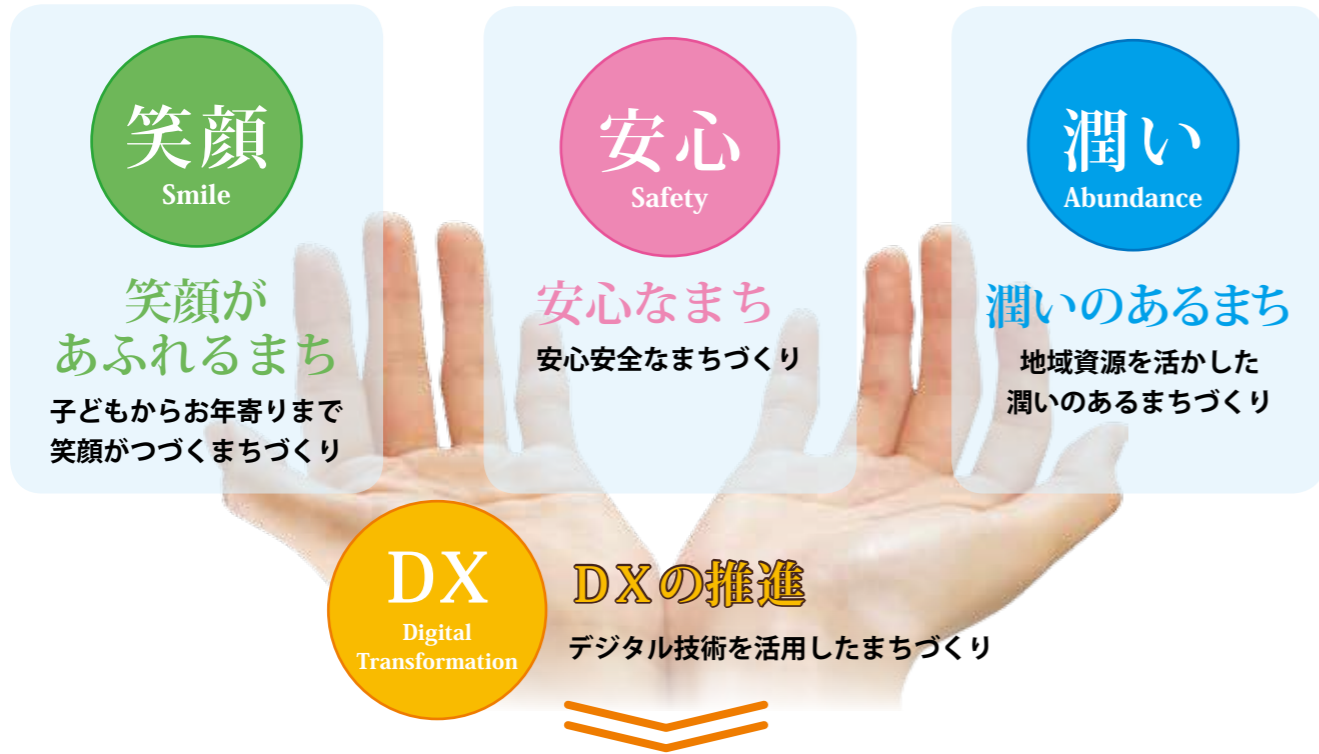 笑顔
Smile
笑顔が
あふれるまち
子どもからお年寄りまで
笑顔がつづくまちづくり
安心
Safety
安心なまち
安心安全なまちづくり
潤い
Abundance
潤いのあるまち
地域資源を活かした
潤いのあるまちづくり
DX
Digital
Transformation
DXの推進
デジタル技術を活用したまちづくり